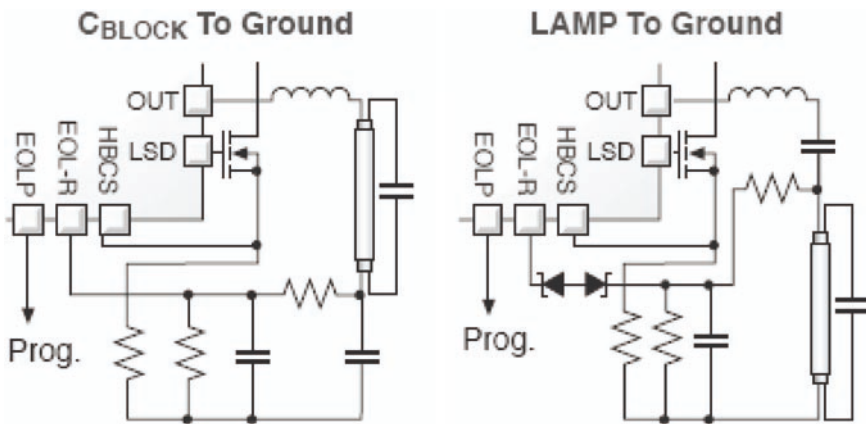 CBLOCK To Ground
OUT
LSD
EOLP
EOL-R
HBCS
Prog.
LAMP To Ground
OUT
LSD
EOLP
EOL-R
HBCS
Prog.